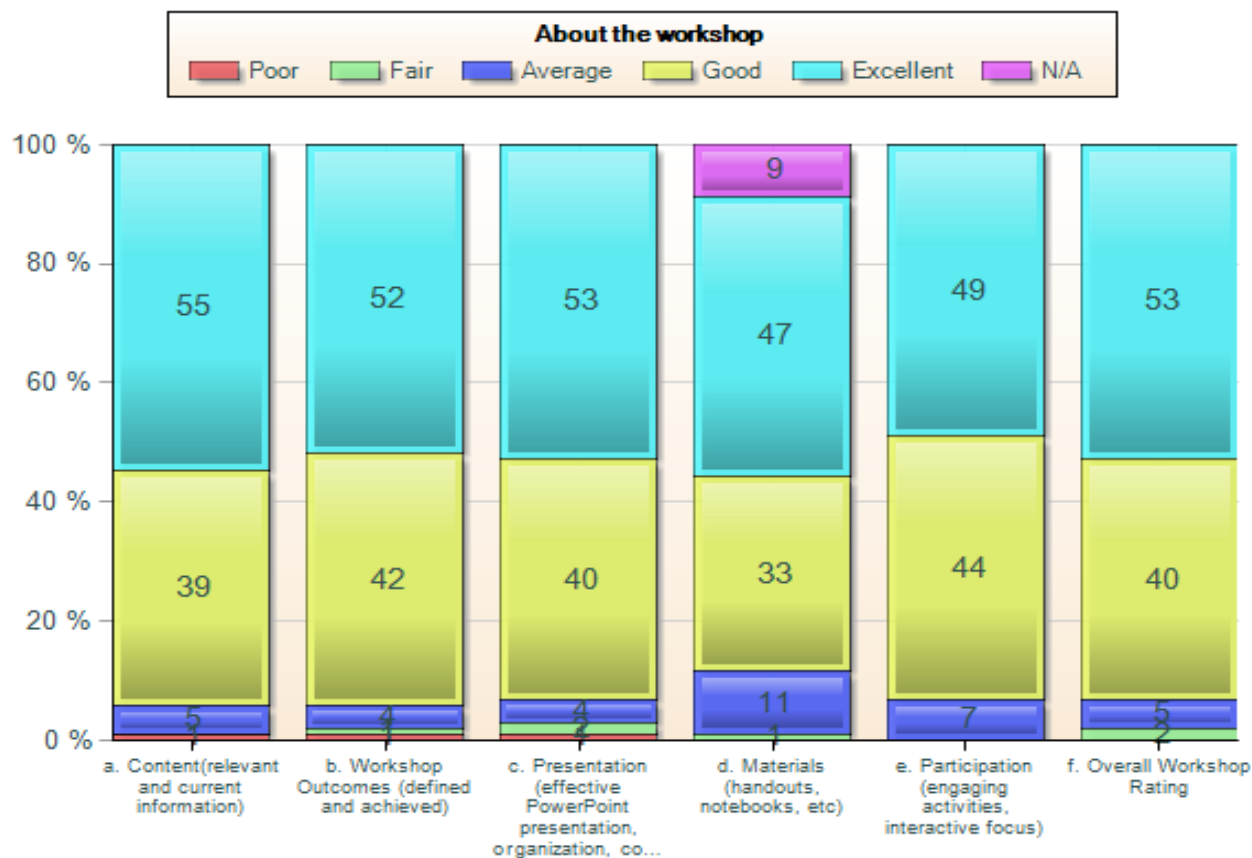 About the workshop
Poor Fair Average Good Excellent N/A
100 %
80 %
60 %
40 %
20 %
0 %
55 52 53 9 47 49 53
39 42 40 33 44 40
5 4 4 11 7 5
1 1 2 1 2
a. Content(relevant and current information)
b. Workshop Outcomes (defined and achieved)
c. Presentation (effective PowerPoint presentation, organization, co...
d. Materials (handouts, notebooks, etc)
e. Participation (engaging activities, interactive focus)
f. Overall Workshop Rating